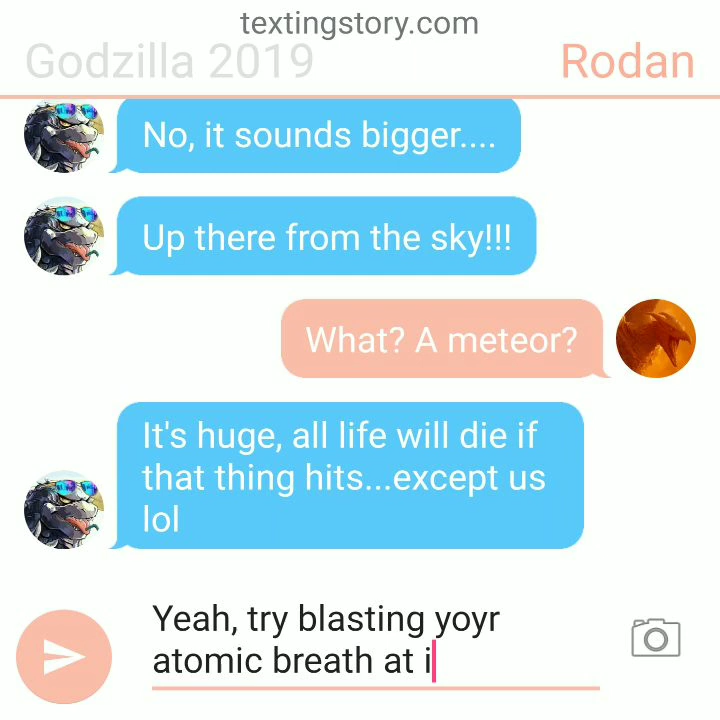 textingstory.com
Godzilla 2019
Rodan
No, it sounds bigger....
Up there from the sky!!!
What? A meteor?
It's huge, all life will die if
that thing hits...except us
lol
Yeah, try blasting yoyr
atomic breath at i